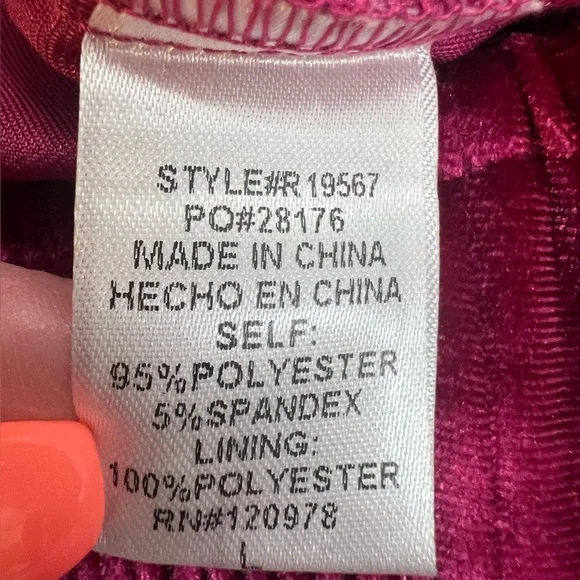 STYLE#R19567
PO#28176
MADE IN CHINA
HECHO EN CHINA
SELF:
95%POLYESTER
5%SPANDEX
LINING:
100%POLYESTER
RN#120978
L